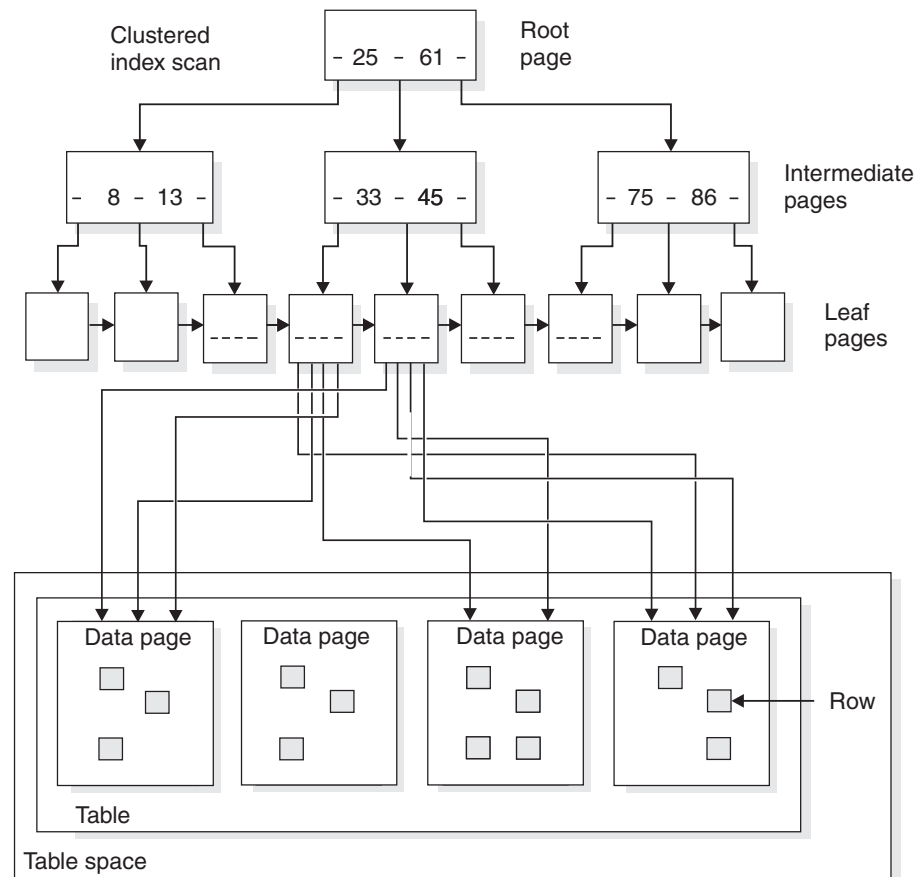 Clustered
index scan
Root
page
- 25 - 61 -
Intermediate
pages
- 8 - 13 -
- 33 - 45 -
- 75 - 86 -
Leaf
pages
Data page
Data page
Data page
Data page
Row
Table
Table space